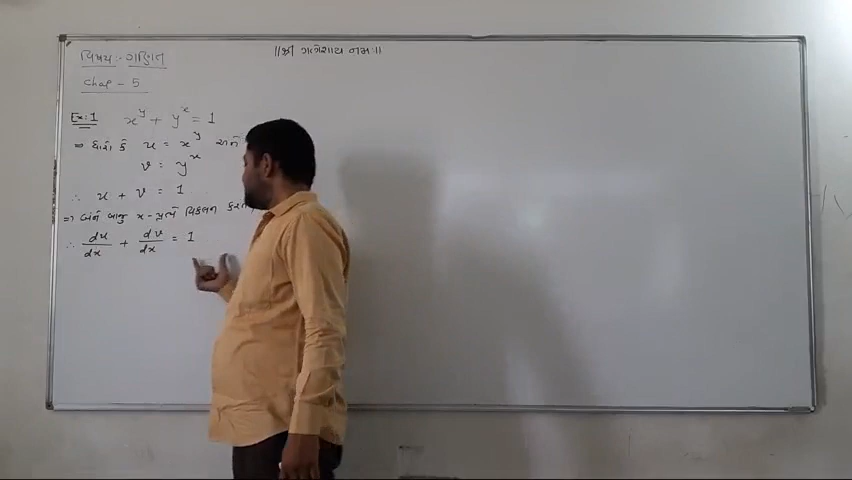 ॥શ્રી ગણેશાય નમઃ॥
વિષય:- ગણિત
Chap - 5
Ex:1 x^y + y^x = 1
⇒ ધારો કે u = x^y અને
v = y^x
∴ u + v = 1
⇒ બંને બાજુ x-પ્રત્યે વિકલન કરતા,
∴ du/dx + dv/dx = 1